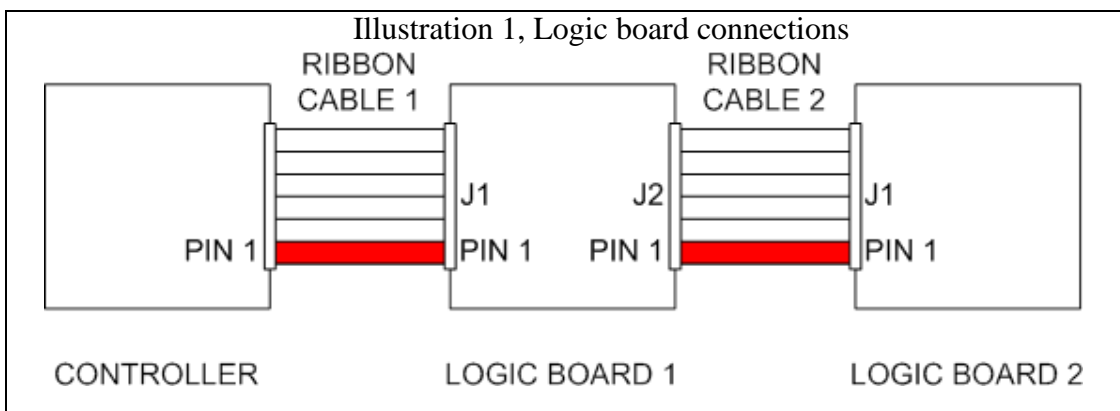 Illustration 1, Logic board connections
RIBBON
CABLE 1
RIBBON
CABLE 2
J1
J2
J1
PIN 1
PIN 1
PIN 1
PIN 1
CONTROLLER
LOGIC BOARD 1
LOGIC BOARD 2